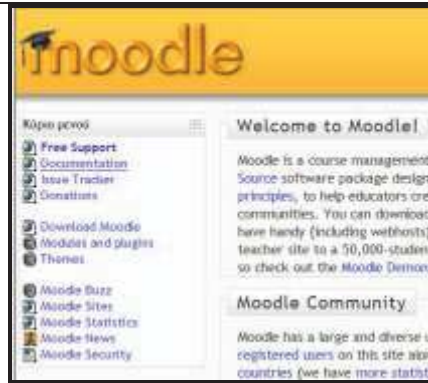 moodle
Κύριο μενού
Free Support
Documentation
Issue Tracker
Donations
Download Moodle
Modules and plugins
Themes
Moodle Buzz
Moodle Sites
Moodle Statistics
Moodle News
Moodle Security
Welcome to Moodle!
Moodle is a course management
Source software package design
principles, to help educators cre
communities. You can download
have handy (including webhosts)
teacher site to a 50,000-studen
so check out the Moodle Demon
Moodle Community
Moodle has a large and diverse u
registered users on this site alo
countries (we have more statist